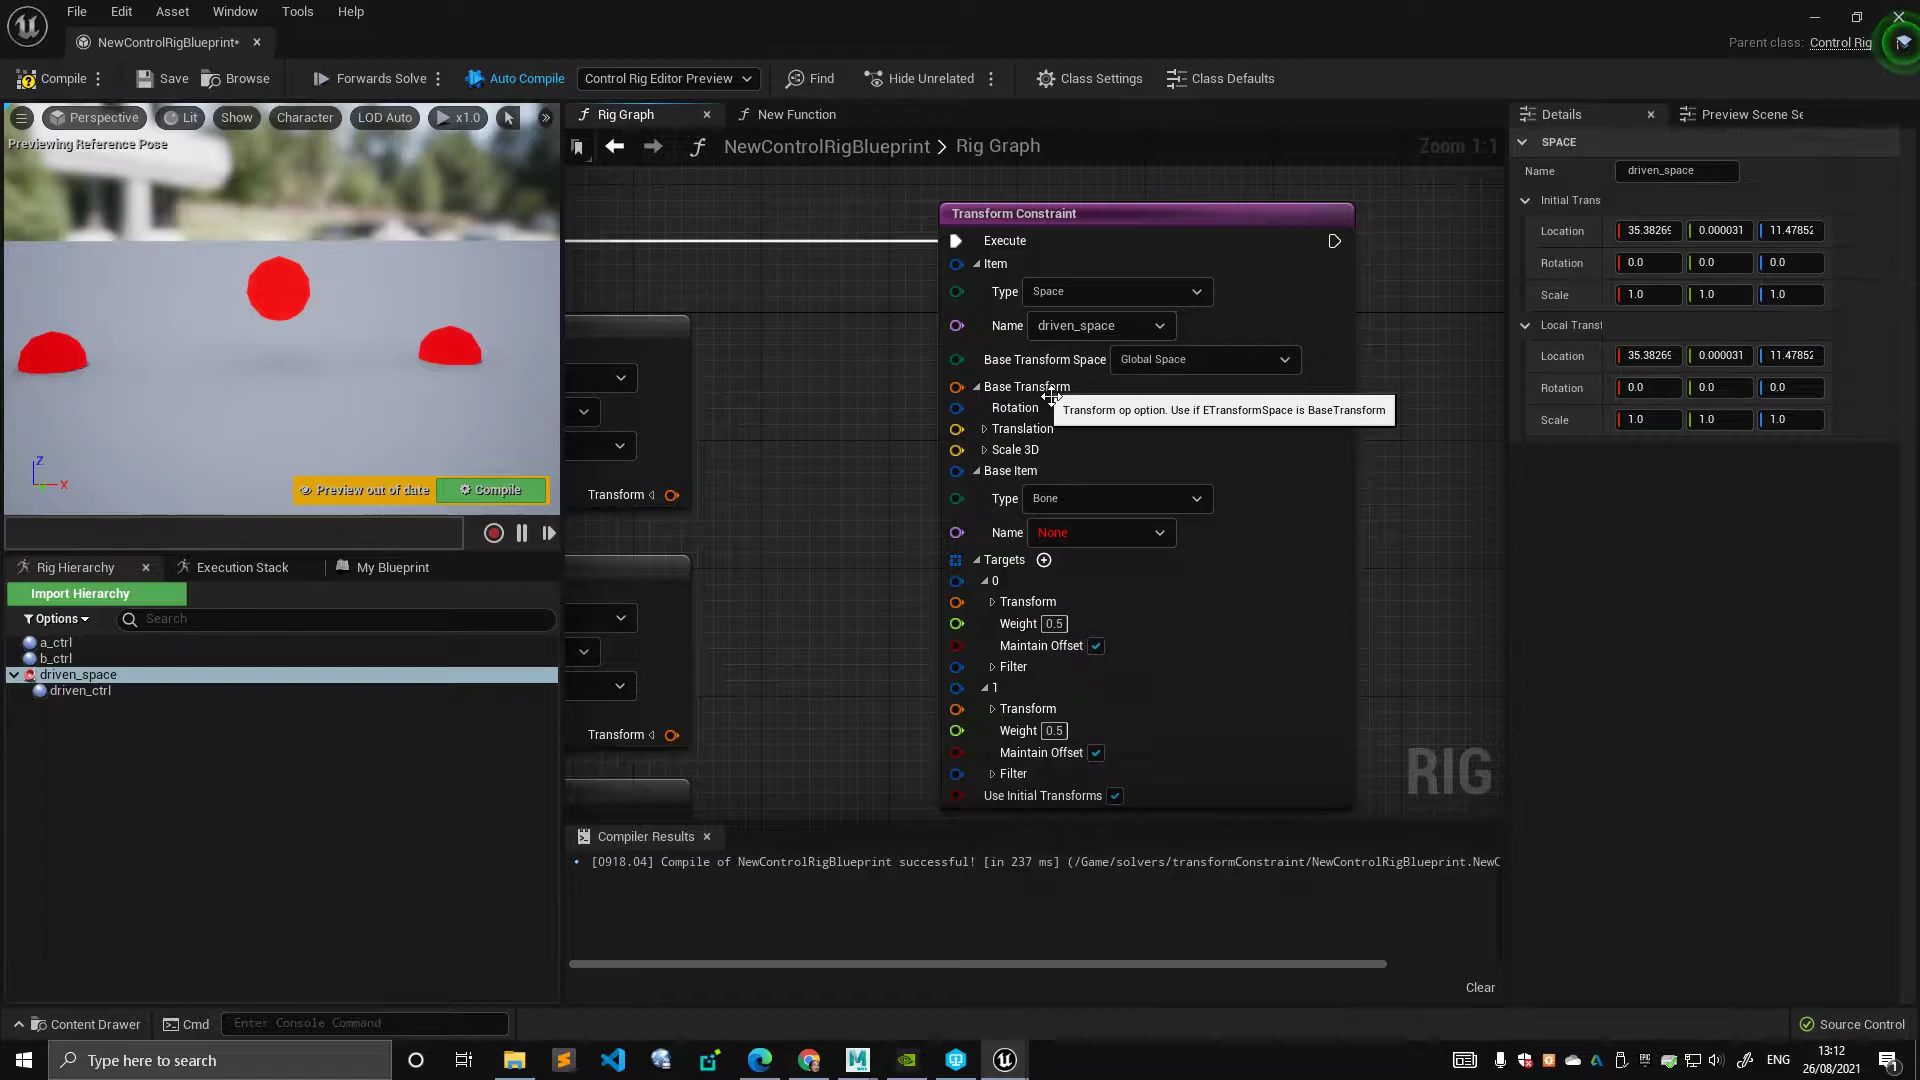 File Edit Asset Window Tools Help
NewControlRigBlueprint*
Parent class: Control Rig
Compile Save Browse Forwards Solve Auto Compile Control Rig Editor Preview Find Hide Unrelated Class Settings Class Defaults
Perspective Lit Show Character LOD Auto x1.0
Previewing Reference Pose
Z
X
Preview out of date Compile
Rig Hierarchy Execution Stack My Blueprint
Import Hierarchy
Options Search
a_ctrl
b_ctrl
driven_space
driven_ctrl
Rig Graph New Function
NewControlRigBlueprint > Rig Graph Zoom 1:1
Transform
Transform
Transform Constraint
Execute
Item
Type Space
Name driven_space
Base Transform Space Global Space
Base Transform
Rotation
Transform op option. Use if ETransformSpace is BaseTransform
Translation
Scale 3D
Base Item
Type Bone
Name None
Targets
0
Transform
Weight 0.5
Maintain Offset
Filter
1
Transform
Weight 0.5
Maintain Offset
Filter
Use Initial Transforms
RIG
Compiler Results
[0918.04] Compile of NewControlRigBlueprint successful! [in 237 ms] (/Game/solvers/transformConstraint/NewControlRigBlueprint.NewC
Clear
Details Preview Scene Se
SPACE
Name driven_space
Initial Trans
Location 35.38269 0.000031 11.47852
Rotation 0.0 0.0 0.0
Scale 1.0 1.0 1.0
Local Transf
Location 35.38269 0.000031 11.47852
Rotation 0.0 0.0 0.0
Scale 1.0 1.0 1.0
Content Drawer Cmd Enter Console Command Source Control
Type here to search
ENG
13:12
26/08/2021